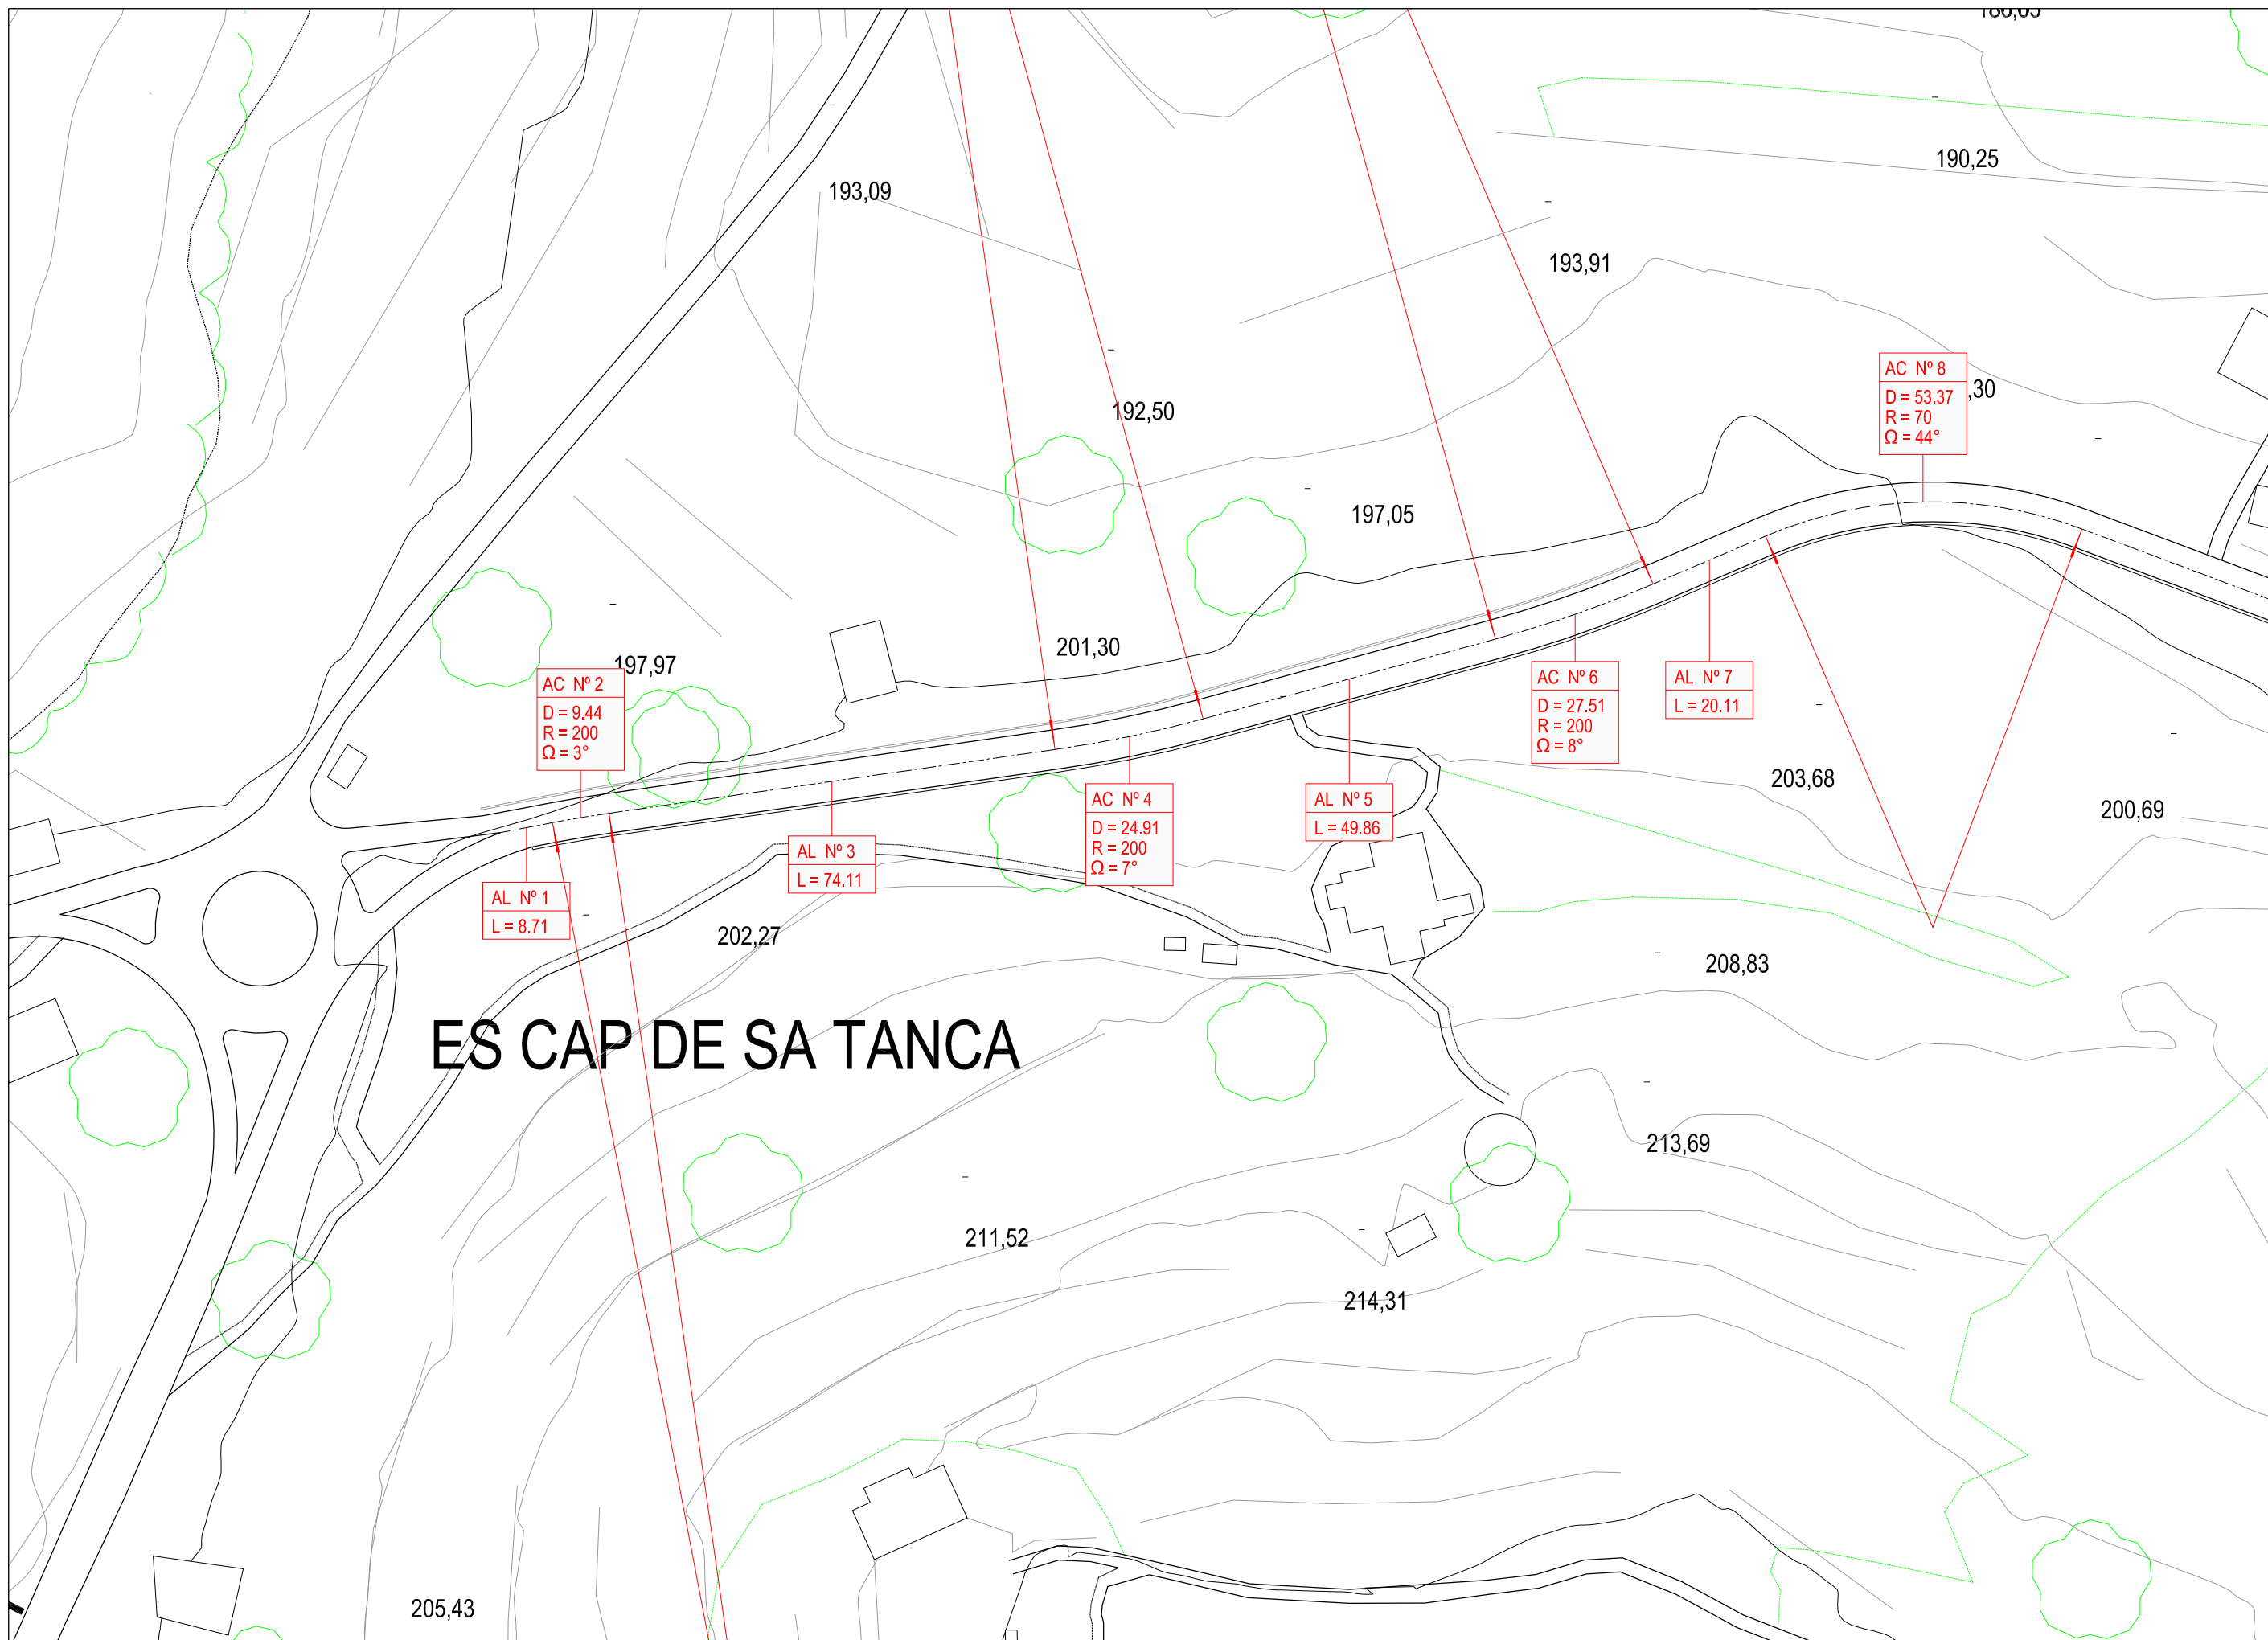 190,25
193,09
193,91
AC Nº 8
D = 53.37
R = 70
Ω = 44°
,30
192,50
197,05
201,30
197,97
AC Nº 2
D = 9.44
R = 200
Ω = 3°
AC Nº 6
D = 27.51
R = 200
Ω = 8°
AL Nº 7
L = 20.11
203,68
200,69
AC Nº 4
D = 24.91
R = 200
Ω = 7°
AL Nº 5
L = 49.86
AL Nº 3
L = 74.11
AL Nº 1
L = 8.71
202,27
208,83
ES CAP DE SA TANCA
213,69
211,52
214,31
205,43